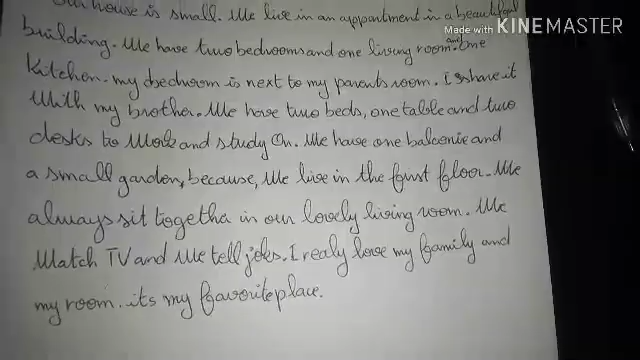 Our house is small. We live in an appartment in a beautiful
Made with KINEMASTER
building. We have two bedrooms and one living room. and one
kitchen. my bedroom is next to my parents room. I share it
with my brother. We have two beds, one table and two
desks to Work and study On. We have one balconie and
a small garden, because, We live in the first floor. We
always sit togetha in our lovely living room. We
Watch TV and We tell joks. I realy love my family and
my room. its my favorite place.